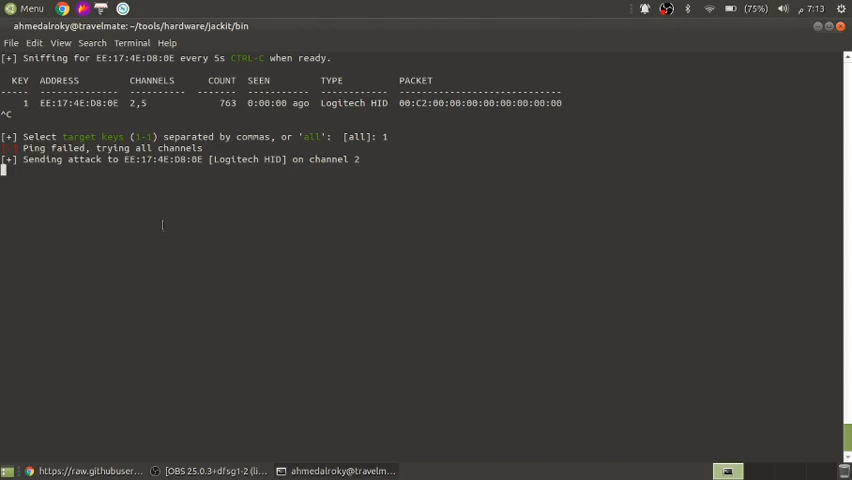 Menu
(75%)
7:13 م
ahmedalroky@travelmate: ~/tools/hardware/jackit/bin
File Edit View Search Terminal Help
[+] Sniffing for EE:17:4E:D8:0E every 5s CTRL-C when ready.
KEY ADDRESS CHANNELS COUNT SEEN TYPE PACKET
----- -------------- ---------- ------- ----------- ------------ -----------------------------
1 EE:17:4E:D8:0E 2,5 763 0:00:00 ago Logitech HID 00:C2:00:00:00:00:00:00:00:00
^C
[+] Select target keys (1-1) separated by commas, or 'all': [all]: 1
[-] Ping failed, trying all channels
[+] Sending attack to EE:17:4E:D8:0E [Logitech HID] on channel 2
https://raw.githubuser...
[OBS 25.0.3+dfsg1-2 (li...
ahmedalroky@travelm...